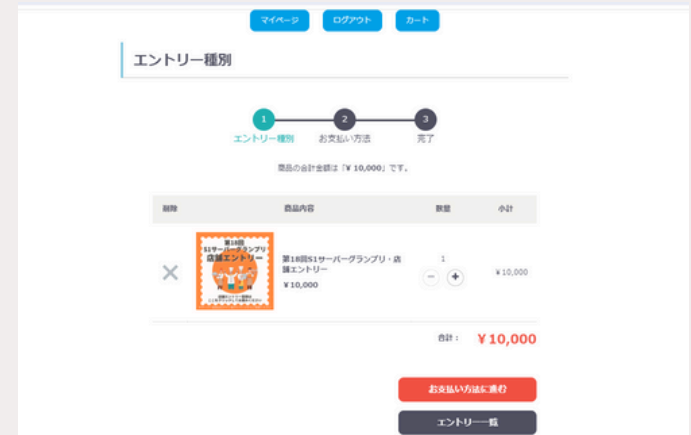 マイページ ログアウト カート
エントリー種別
1 2 3
エントリー種別 お支払い方法 完了
商品の合計金額は「¥ 10,000」です。
削除 商品内容 数量 小計
第18回
S1サーバーグランプリ
店舗エントリー
第18回S1サーバーグランプリ・店
舗エントリー
¥ 10,000
1
¥ 10,000
合計： ¥ 10,000
お支払い方法に進む
エントリー一覧